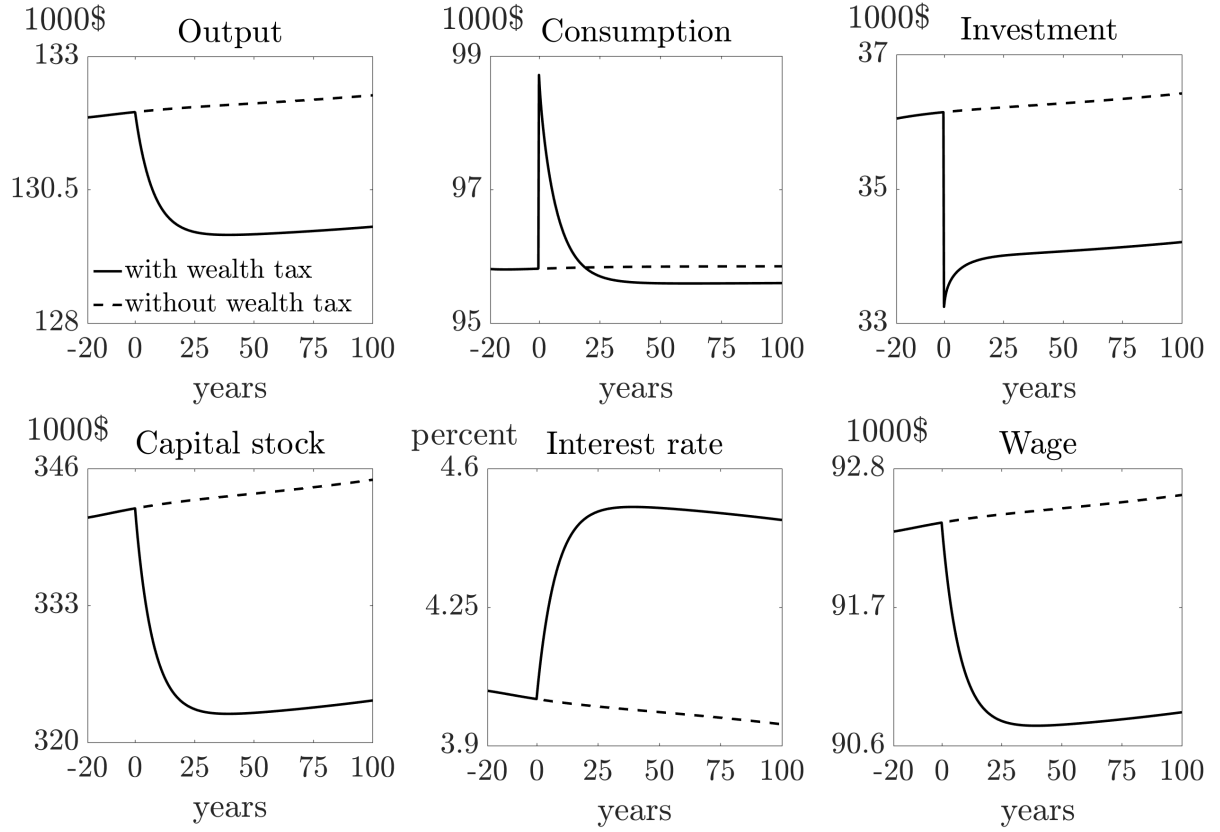 1000$ Output
133
130.5
128
with wealth tax
without wealth tax
-20 0 25 50 75 100
years
1000$ Consumption
99
97
95
-20 0 25 50 75 100
years
1000$ Investment
37
35
33
-20 0 25 50 75 100
years
1000$ Capital stock
346
333
320
-20 0 25 50 75 100
years
percent Interest rate
4.6
4.25
3.9
-20 0 25 50 75 100
years
1000$ Wage
92.8
91.7
90.6
-20 0 25 50 75 100
years